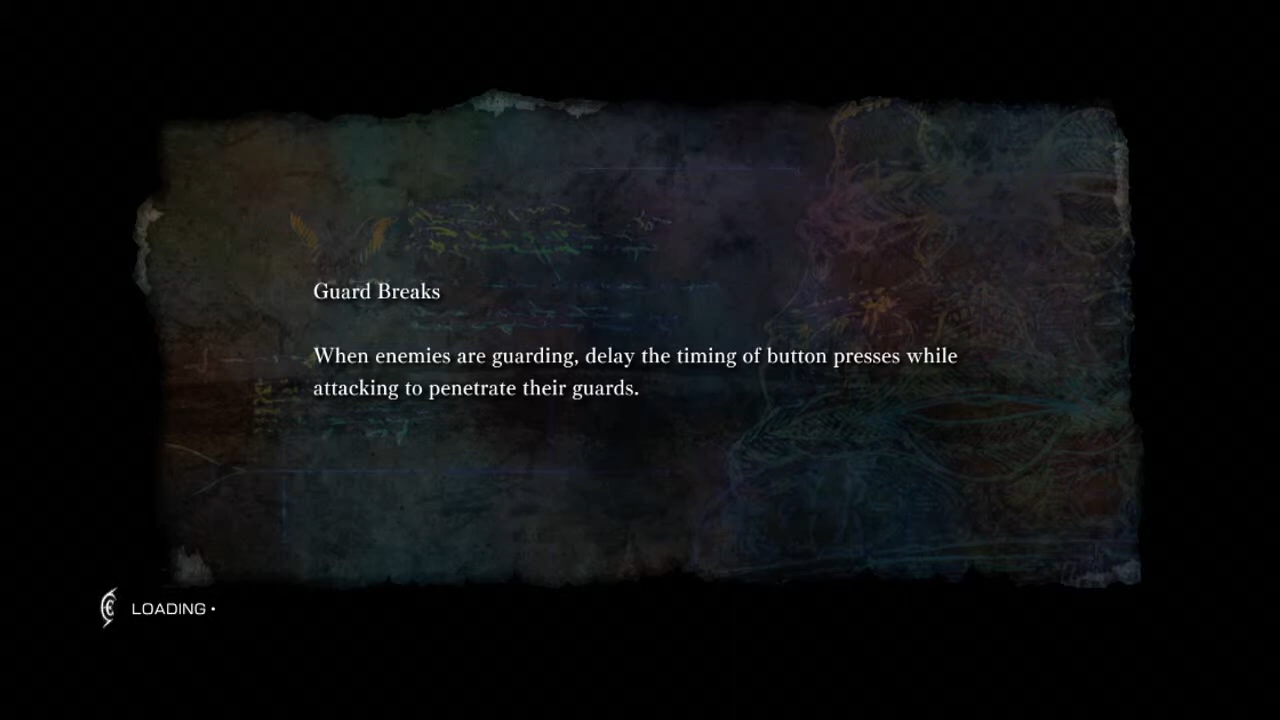 Guard Breaks
When enemies are guarding, delay the timing of button presses while
attacking to penetrate their guards.
LOADING •